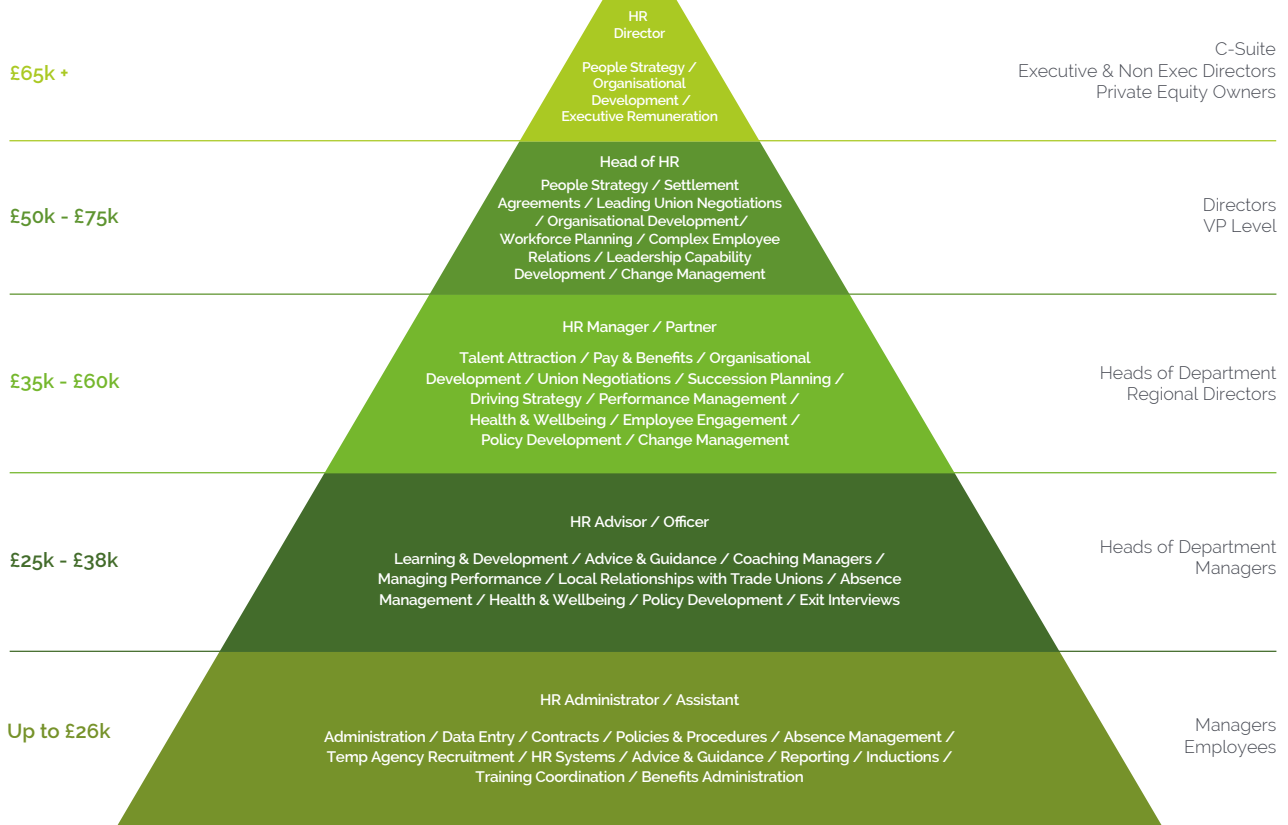 HR
Director
People Strategy /
Organisational
Development /
Executive Remuneration
£65k +
C-Suite
Executive & Non Exec Directors
Private Equity Owners
Head of HR
People Strategy / Settlement
Agreements / Leading Union Negotiations
/ Organisational Development/
Workforce Planning / Complex Employee
Relations / Leadership Capability
Development / Change Management
£50k - £75k
Directors
VP Level
HR Manager / Partner
Talent Attraction / Pay & Benefits / Organisational
Development / Union Negotiations / Succession Planning /
Driving Strategy / Performance Management /
Health & Wellbeing / Employee Engagement /
Policy Development / Change Management
£35k - £60k
Heads of Department
Regional Directors
HR Advisor / Officer
Learning & Development / Advice & Guidance / Coaching Managers /
Managing Performance / Local Relationships with Trade Unions / Absence
Management / Health & Wellbeing / Policy Development / Exit Interviews
£25k - £38k
Heads of Department
Managers
HR Administrator / Assistant
Administration / Data Entry / Contracts / Policies & Procedures / Absence Management /
Temp Agency Recruitment / HR Systems / Advice & Guidance / Reporting / Inductions /
Training Coordination / Benefits Administration
Up to £26k
Managers
Employees